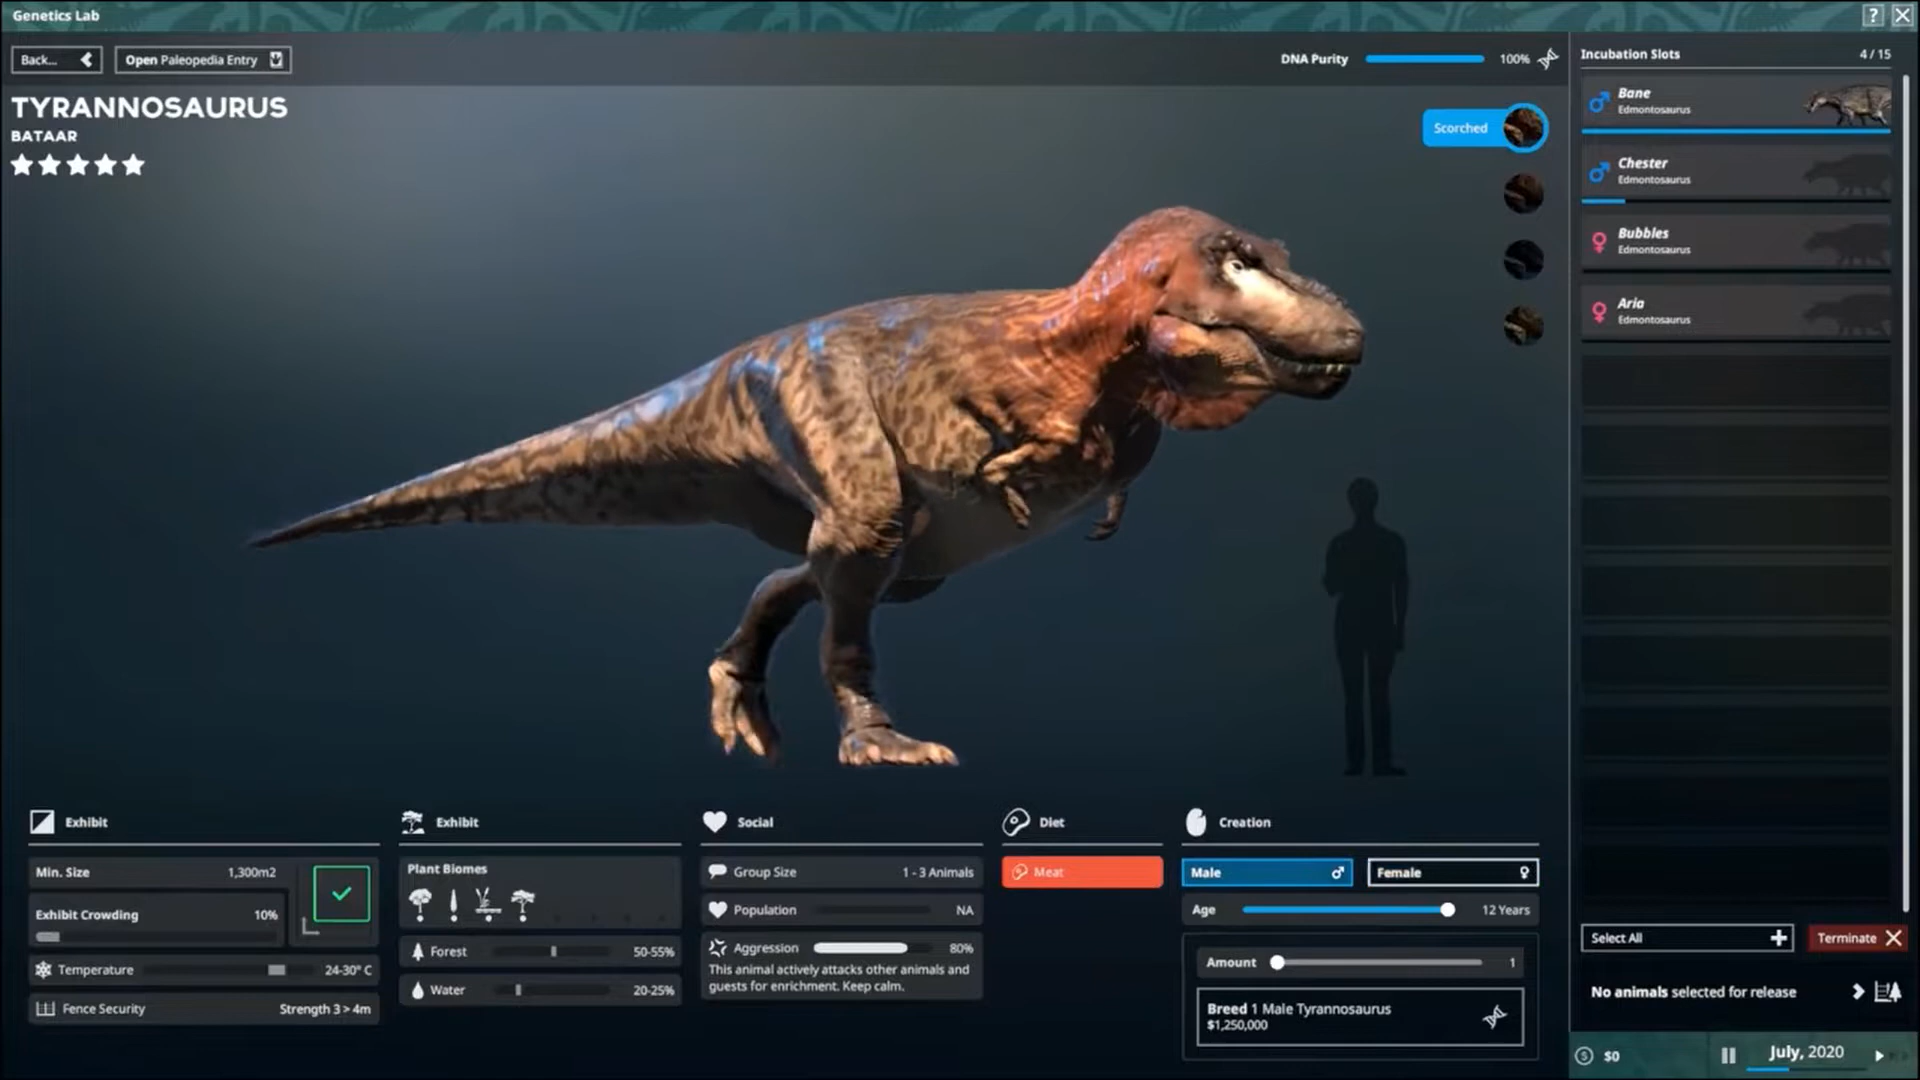 Genetics Lab
?
Back...
Open Paleopedia Entry
DNA Purity
100%
TYRANNOSAURUS
BATAAR
Scorched
Incubation Slots
4 / 15
Bane
Edmontosaurus
Chester
Edmontosaurus
Bubbles
Edmontosaurus
Aria
Edmontosaurus
Exhibit
Min. Size
1,300m2
Exhibit Crowding
10%
Temperature
24-30° C
Fence Security
Strength 3 > 4m
Exhibit
Plant Biomes
Forest
50-55%
Water
20-25%
Social
Group Size
1 - 3 Animals
Population
NA
Aggression
80%
This animal actively attacks other animals and
guests for enrichment. Keep calm.
Diet
Meat
Creation
Male
Female
Age
12 Years
Amount
1
Breed 1 Male Tyrannosaurus
$1,250,000
Select All
Terminate
No animals selected for release
$0
July, 2020